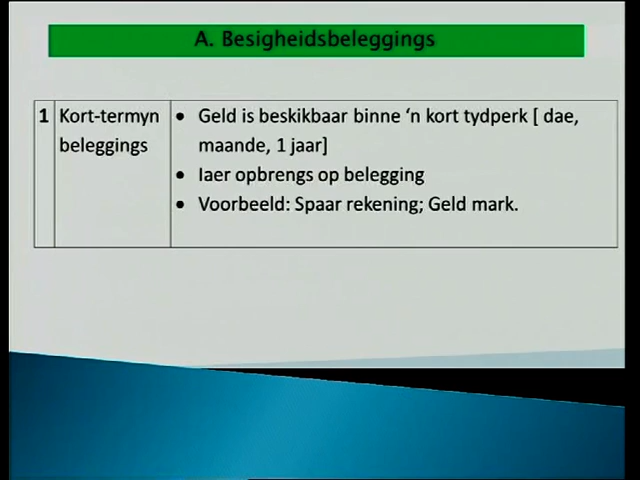 A. Besigheidsbeleggings
1 Kort-termyn beleggings
• Geld is beskikbaar binne ‘n kort tydperk [ dae,
maande, 1 jaar]
• Iaer opbrengs op belegging
• Voorbeeld: Spaar rekening; Geld mark.